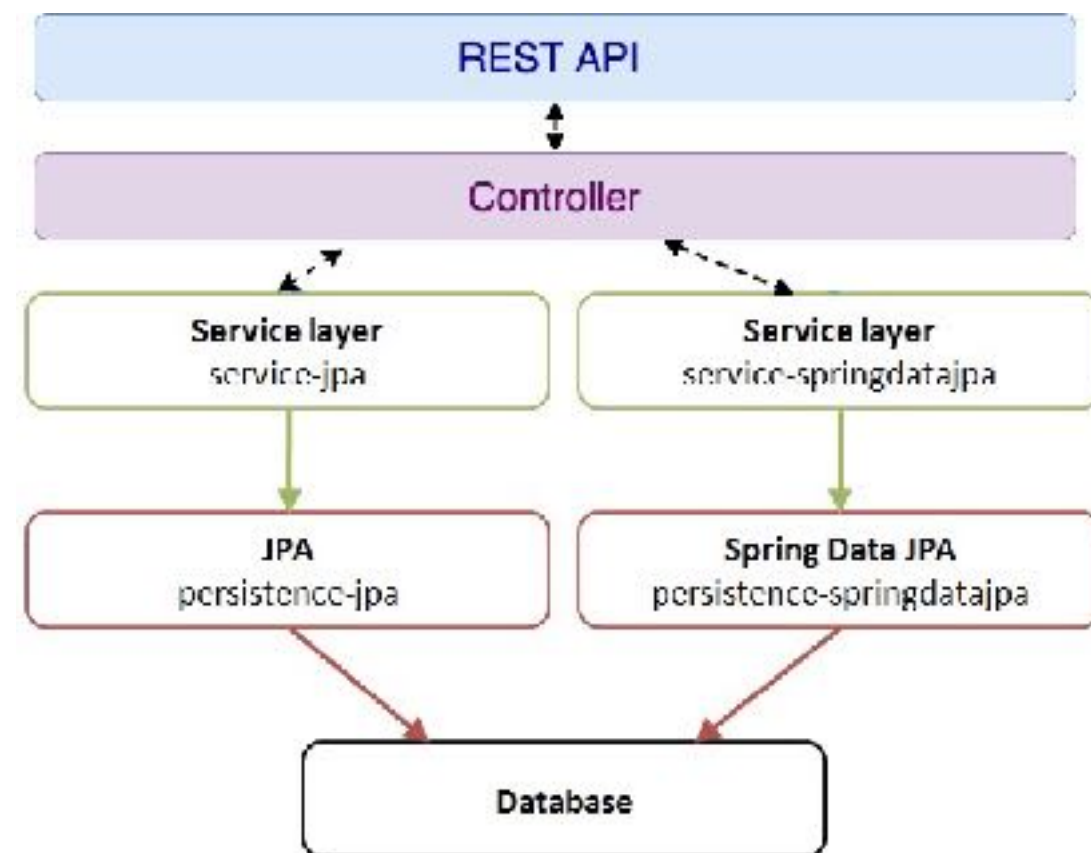 REST API
Controller
Service layer
service-jpa
Service layer
service-springdatajpa
JPA
persistence-jpa
Spring Data JPA
persistence-springdatajpa
Database